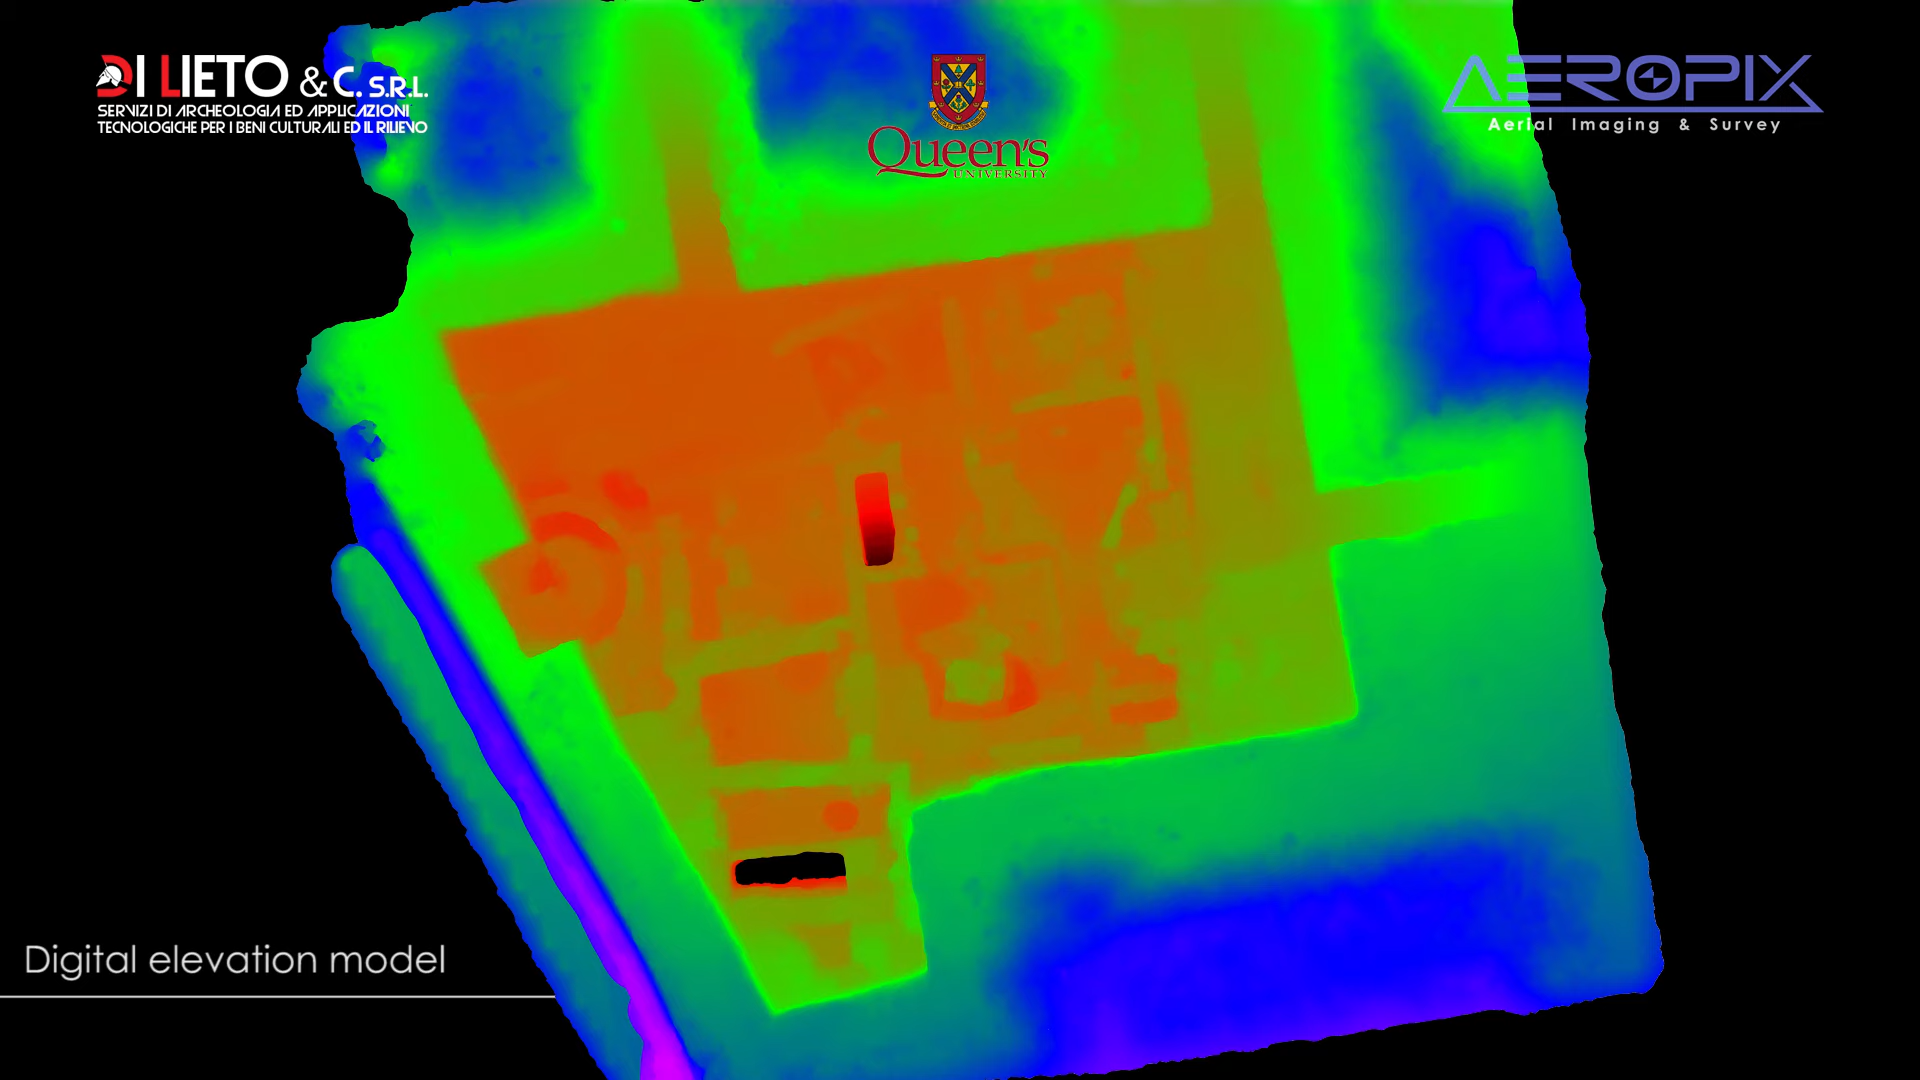 DI LIETO & C. S.R.L.
SERVIZI DI ARCHEOLOGIA ED APPLICAZIONI
TECNOLOGICHE PER I BENI CULTURALI ED IL RILIEVO
Queen's
UNIVERSITY
AEROPIX
Aerial Imaging & Survey
Digital elevation model